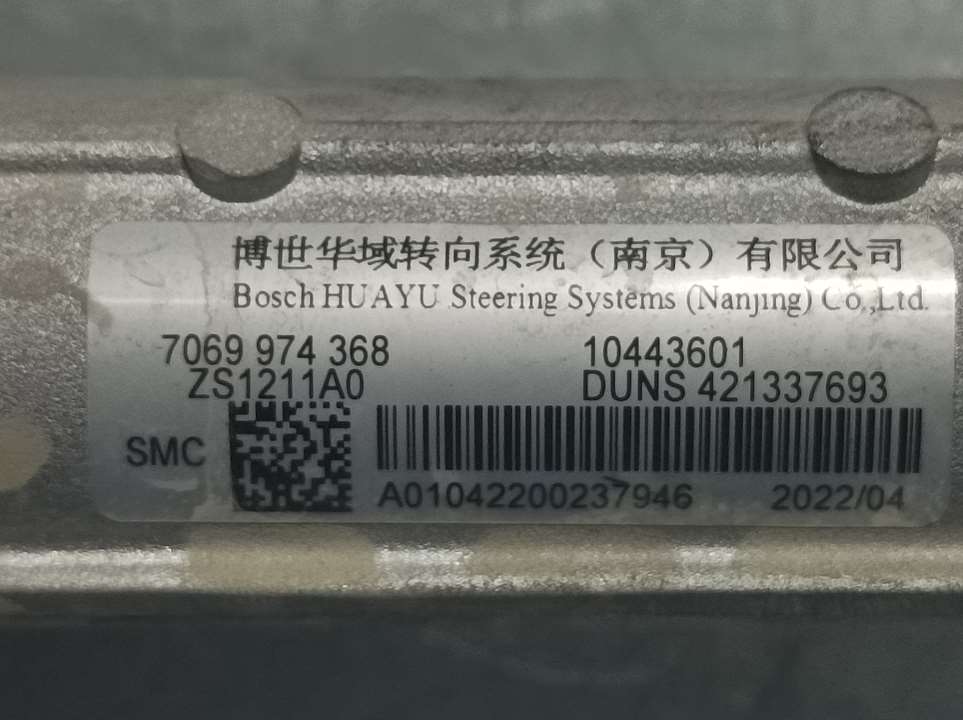 博世华域转向系统（南京）有限公司
Bosch HUAYU Steering Systems (Nanjing) Co.,Ltd.
7069 974 368 10443601
ZS1211A0 DUNS 421337693
SMC
A01042200237946 2022/04